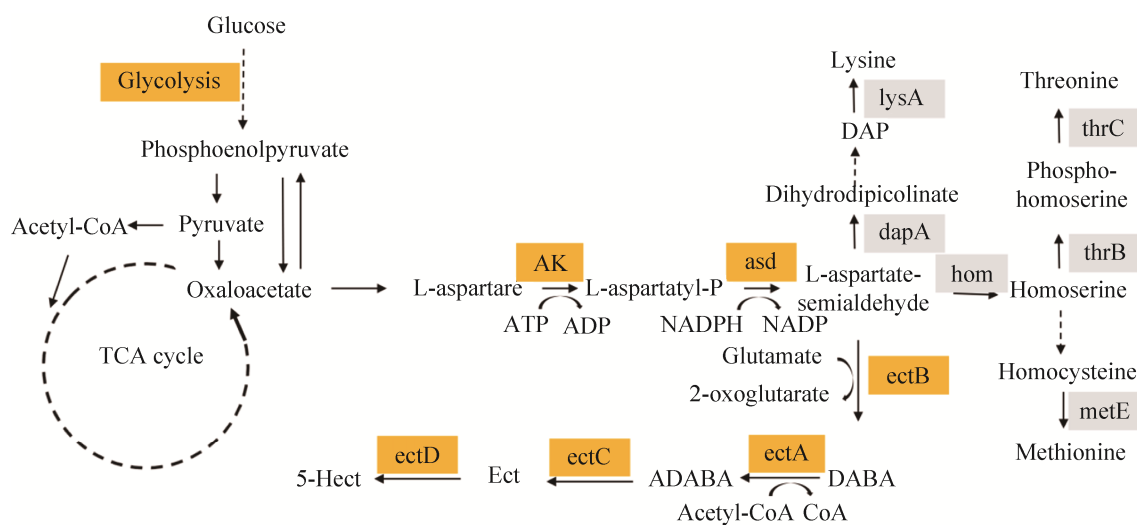 Glucose
Glycolysis
Phosphoenolpyruvate
Acetyl-CoA
Pyruvate
Oxaloacetate
TCA cycle
L-aspartare
AK
ATP
ADP
L-aspartatyl-P
asd
NADPH
NADP
L-aspartate-
semialdehyde
dapA
Dihydrodipicolinate
DAP
lysA
Lysine
hom
Homoserine
thrB
Phospho-
homoserine
thrC
Threonine
Homocysteine
metE
Methionine
Glutamate
2-oxoglutarate
ectB
DABA
ectA
Acetyl-CoA
CoA
ADABA
ectC
Ect
ectD
5-Hect